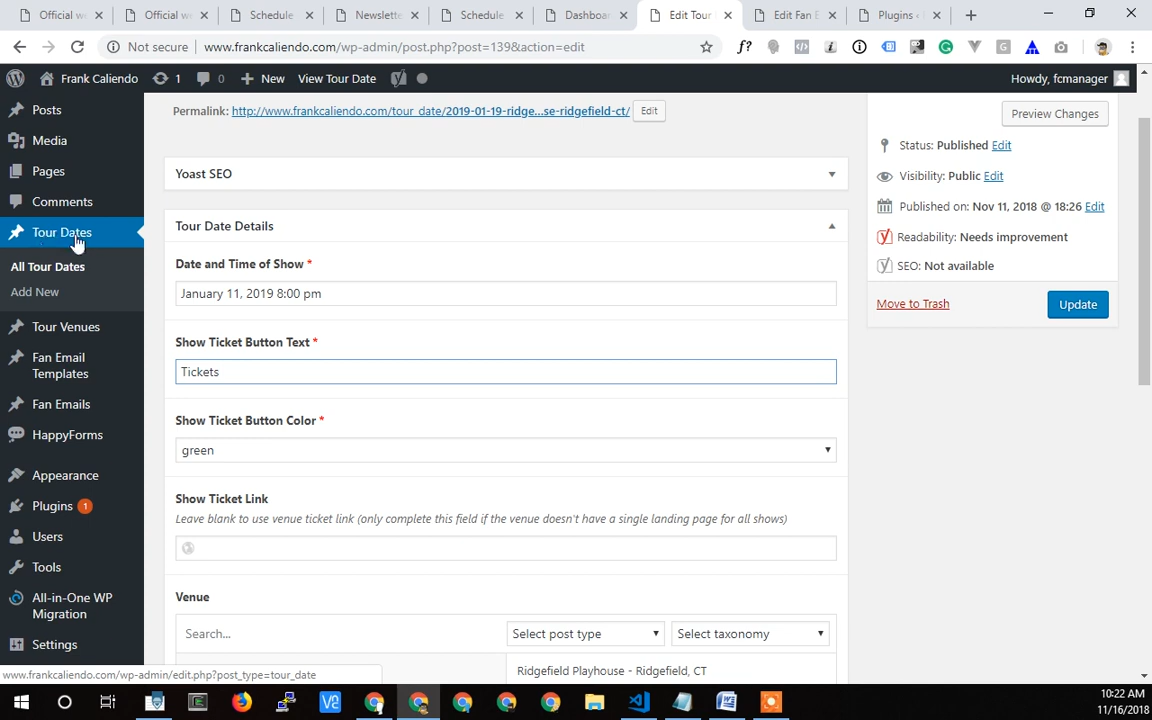 Official w
Official w
Schedule
Newslette
Schedule
Dashboar
Edit Tour
Edit Fan E
Plugins ‹
Not secure | www.frankcaliendo.com/wp-admin/post.php?post=139&action=edit
f?
Frank Caliendo
1
0
New
View Tour Date
Howdy, fcmanager
Posts
Media
Pages
Comments
Tour Dates
All Tour Dates
Add New
Tour Venues
Fan Email
Templates
Fan Emails
HappyForms
Appearance
Plugins 1
Users
Tools
All-in-One WP
Migration
Settings
Permalink: http://www.frankcaliendo.com/tour_date/2019-01-19-ridge...se-ridgefield-ct/ Edit
Yoast SEO
Tour Date Details
Date and Time of Show *
January 11, 2019 8:00 pm
Show Ticket Button Text *
Tickets
Show Ticket Button Color *
green
Show Ticket Link
Leave blank to use venue ticket link (only complete this field if the venue doesn't have a single landing page for all shows)
Venue
Search...
Select post type
Select taxonomy
Ridgefield Playhouse - Ridgefield, CT
Preview Changes
Status: Published Edit
Visibility: Public Edit
Published on: Nov 11, 2018 @ 18:26 Edit
Readability: Needs improvement
SEO: Not available
Move to Trash
Update
www.frankcaliendo.com/wp-admin/edit.php?post_type=tour_date
10:22 AM
11/16/2018